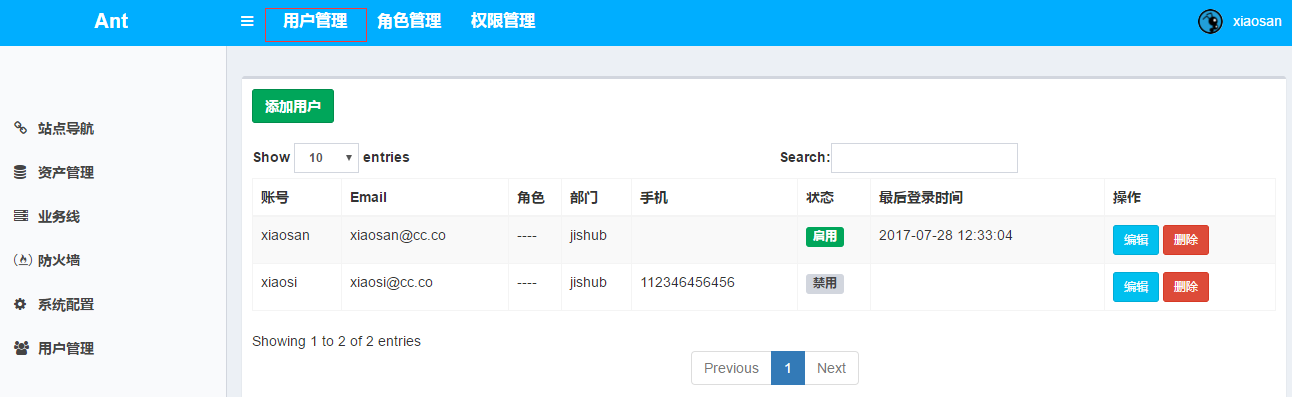 Ant 用户管理 角色管理 权限管理 xiaosan
站点导航
资产管理
业务线
防火墙
系统配置
用户管理
添加用户
Show 10 entries Search:
账号 Email 角色 部门 手机 状态 最后登录时间 操作
xiaosan xiaosan@cc.co ---- jishub 启用 2017-07-28 12:33:04 编辑 删除
xiaosi xiaosi@cc.co ---- jishub 112346456456 禁用 编辑 删除
Showing 1 to 2 of 2 entries
Previous 1 Next